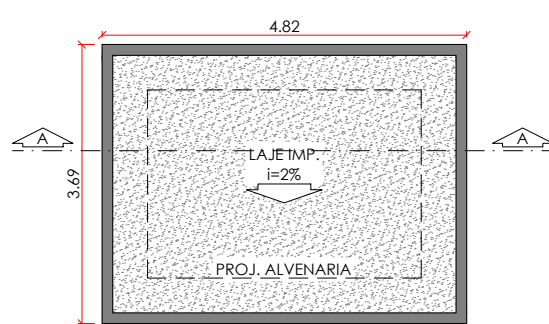 4.82
A
A
LAJE IMP.
i=2%
3.69
PROJ. ALVENARIA